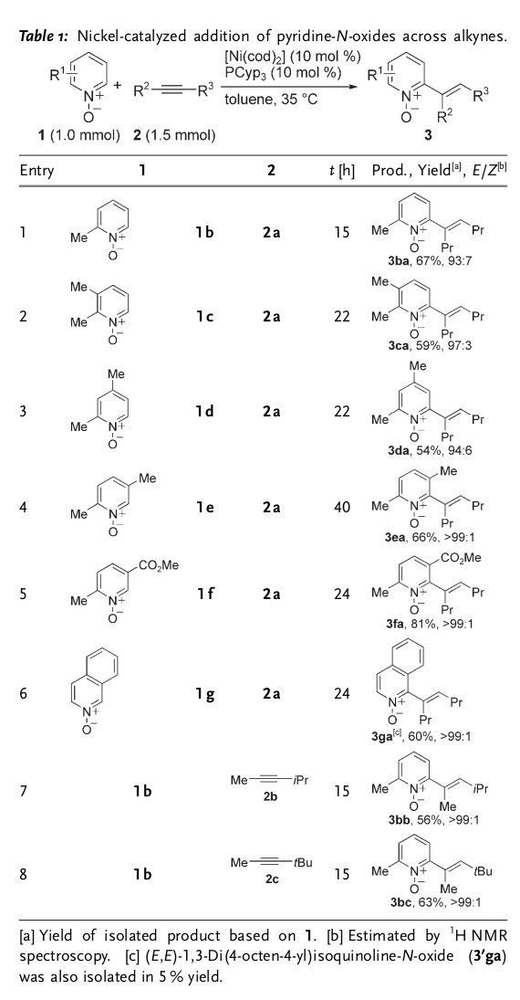 Table 1: Nickel-catalyzed addition of pyridine-N-oxides across alkynes.
R1 N+ O− 1 (1.0 mmol)
+
R2 R3 2 (1.5 mmol)
[Ni(cod)2] (10 mol %)
PCyp3 (10 mol %)
toluene, 35 °C
R1 N+ O− R2 R3 3
Entry 1 2 t [h] Prod., Yield[a], E/Z[b]
1 Me N+ O− 1b 2a 15 Me N+ O− Pr Pr
3ba, 67%, 93:7
2 Me Me N+ O− 1c 2a 22 Me Me N+ O− Pr Pr
3ca, 59%, 97:3
3 Me Me N+ O− 1d 2a 22 Me Me N+ O− Pr Pr
3da, 54%, 94:6
4 Me Me N+ O− 1e 2a 40 Me Me N+ O− Pr Pr
3ea, 66%, >99:1
5 CO2Me Me N+ O− 1f 2a 24 CO2Me Me N+ O− Pr Pr
3fa, 81%, >99:1
6 N+ O− 1g 2a 24 N+ O− Pr Pr
3ga[c], 60%, >99:1
7 1b Me iPr 2b 15 Me N+ O− Me iPr
3bb, 56%, >99:1
8 1b Me tBu 2c 15 Me N+ O− Me tBu
3bc, 63%, >99:1
[a] Yield of isolated product based on 1. [b] Estimated by 1H NMR
spectroscopy. [c] (E,E)-1,3-Di(4-octen-4-yl)isoquinoline-N-oxide (3′ga)
was also isolated in 5 % yield.